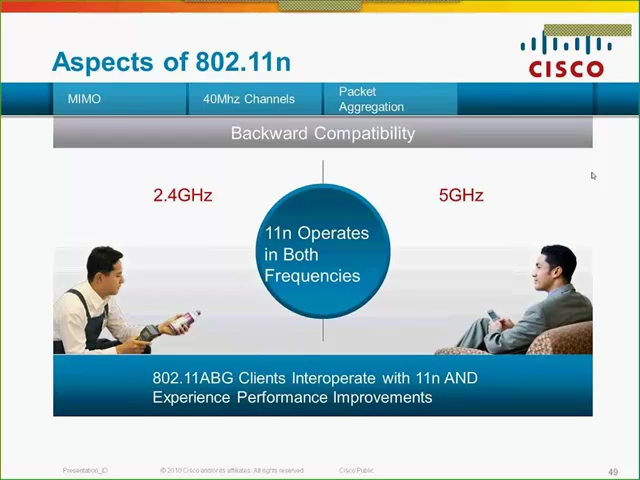 Aspects of 802.11n
CISCO
MIMO
40Mhz Channels
Packet
Aggregation
Backward Compatibility
2.4GHz
5GHz
11n Operates
in Both
Frequencies
802.11ABG Clients Interoperate with 11n AND
Experience Performance Improvements
Presentation_ID
© 2010 Cisco and/or its affiliates. All rights reserved.
Cisco Public
49